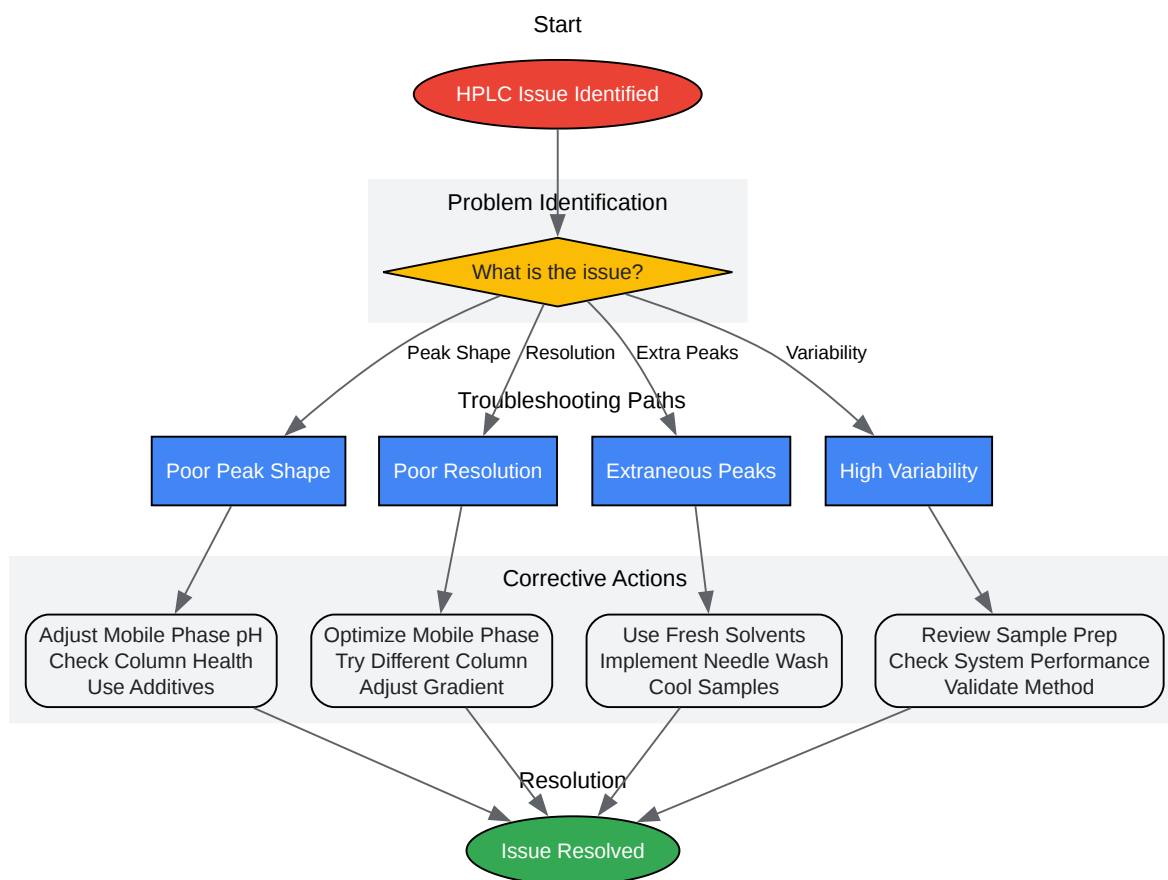 Start
HPLC Issue Identified
Problem Identification
What is the issue?
Peak Shape
Resolution
Extra Peaks
Variability
Troubleshooting Paths
Poor Peak Shape
Poor Resolution
Extraneous Peaks
High Variability
Corrective Actions
Adjust Mobile Phase pH
Check Column Health
Use Additives
Optimize Mobile Phase
Try Different Column
Adjust Gradient
Use Fresh Solvents
Implement Needle Wash
Cool Samples
Review Sample Prep
Check System Performance
Validate Method
Resolution
Issue Resolved